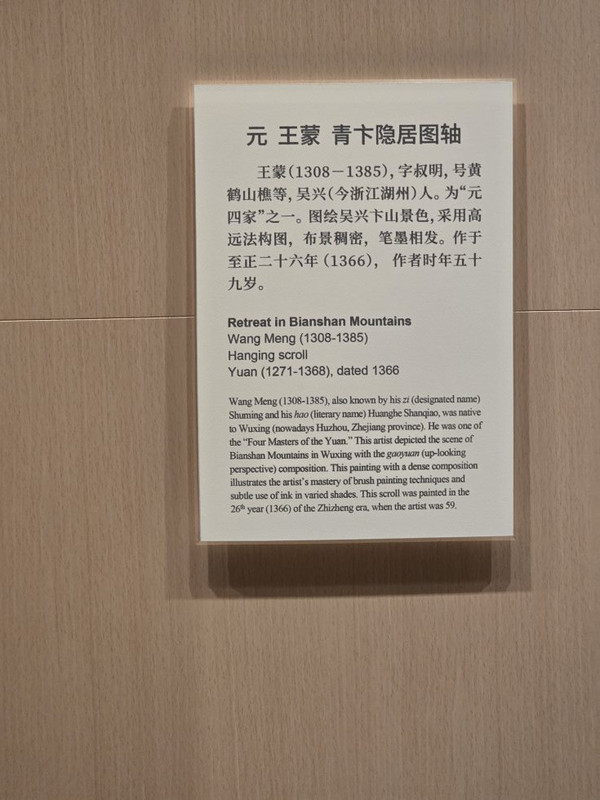 元 王蒙 青卞隐居图轴
王蒙(1308－1385), 字叔明, 号黄
鹤山樵等, 吴兴(今浙江湖州)人。为“元
四家”之一。图绘吴兴卞山景色, 采用高
远法构图, 布景稠密, 笔墨相发。作于
至正二十六年 (1366), 作者时年五十
九岁。
Retreat in Bianshan Mountains
Wang Meng (1308-1385)
Hanging scroll
Yuan (1271-1368), dated 1366
Wang Meng (1308-1385), also known by his zi (designated name)
Shuming and his hao (literary name) Huanghe Shanqiao, was native
to Wuxing (nowadays Huzhou, Zhejiang province). He was one of
the “Four Masters of the Yuan.” This artist depicted the scene of
Bianshan Mountains in Wuxing with the gaoyuan (up-looking
perspective) composition. This painting with a dense composition
illustrates the artist’s mastery of brush painting techniques and
subtle use of ink in varied shades. This scroll was painted in the
26th year (1366) of the Zhizheng era, when the artist was 59.